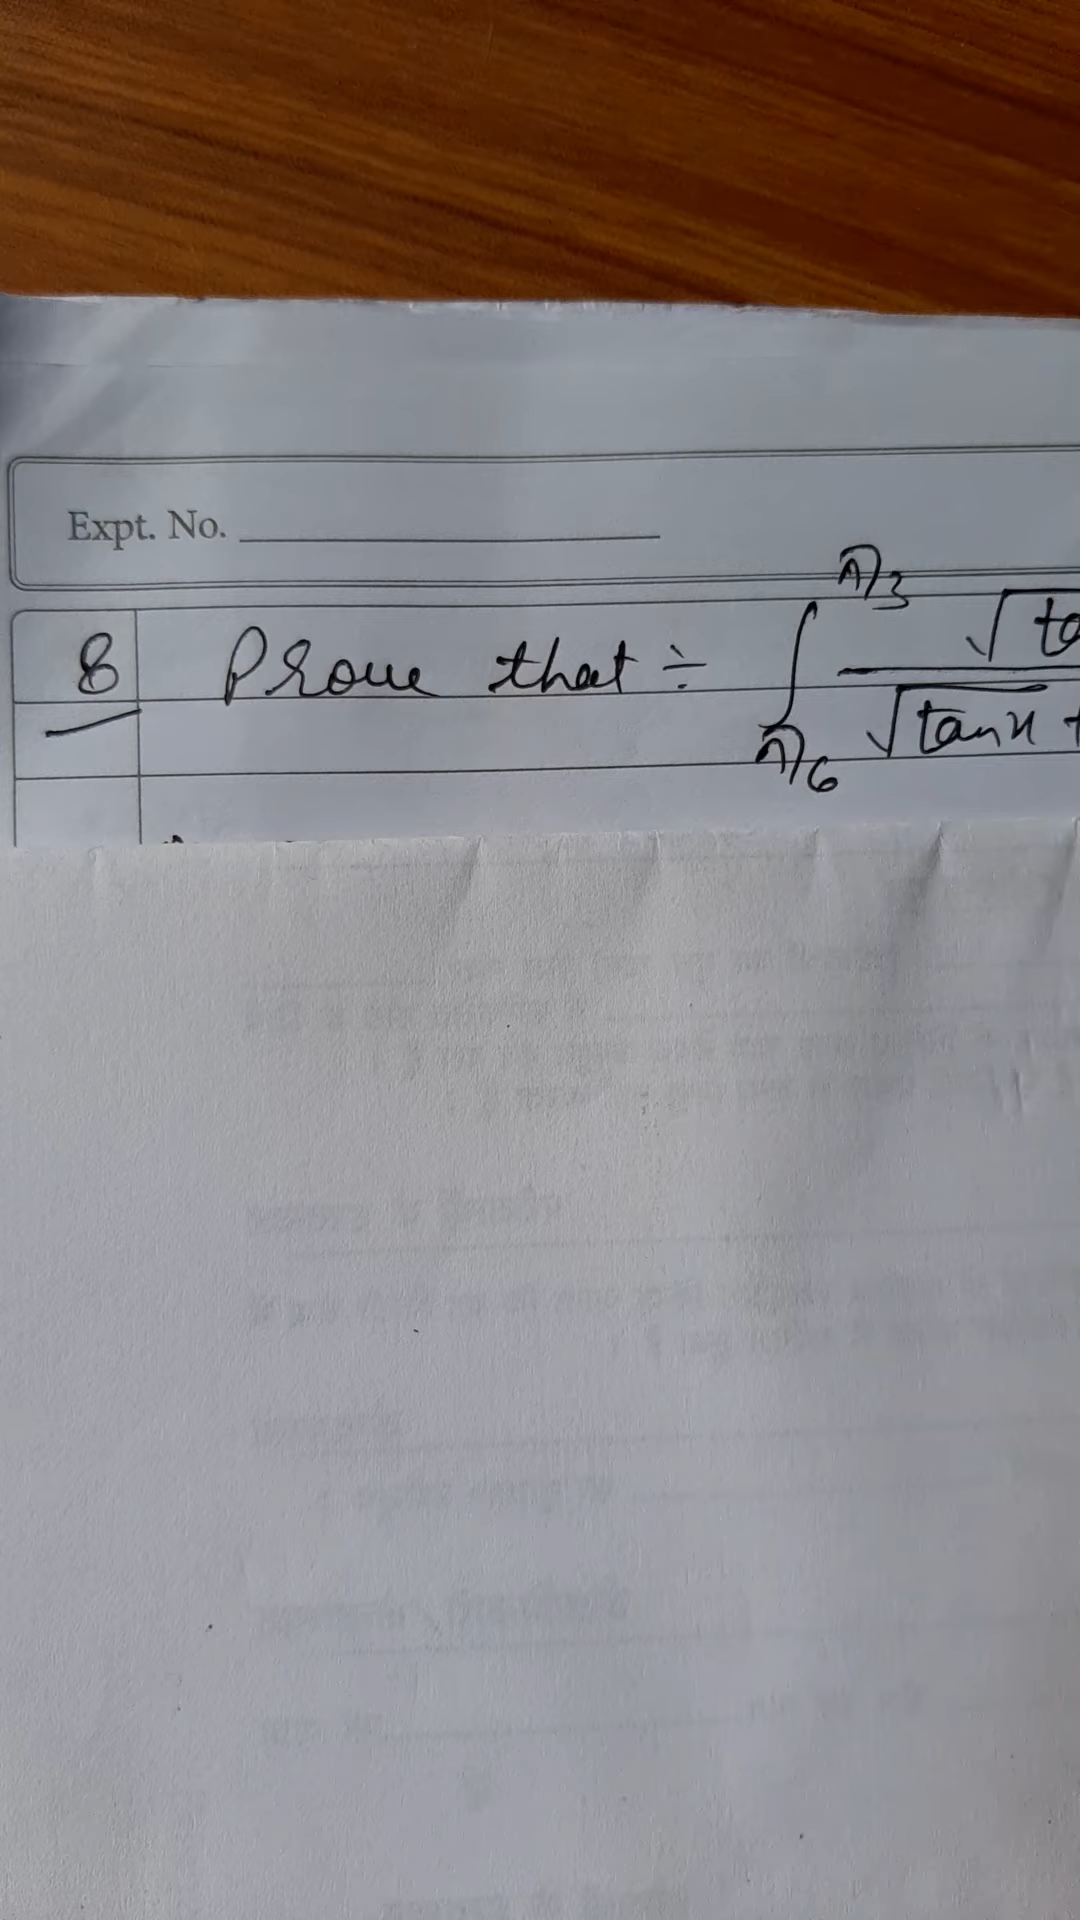 Expt. No.
8 Prove that ÷ ∫ π/3 π/6 √ta / √tanx +